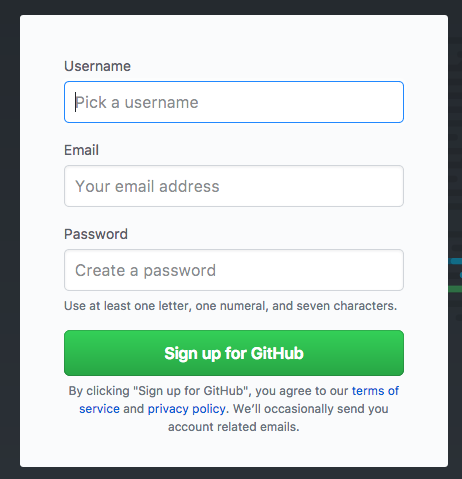 Username
Pick a username
Email
Your email address
Password
Create a password
Use at least one letter, one numeral, and seven characters.
Sign up for GitHub
By clicking "Sign up for GitHub", you agree to our terms of
service and privacy policy. We’ll occasionally send you
account related emails.